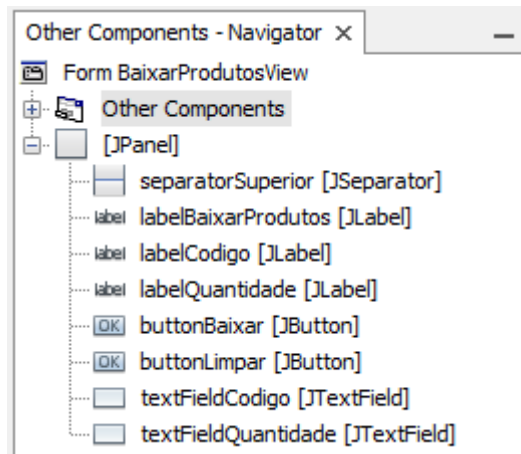 Other Components - Navigator ×
Form BaixarProdutosView
Other Components
[JPanel]
separatorSuperior [JSeparator]
label labelBaixarProdutos [JLabel]
label labelCodigo [JLabel]
label labelQuantidade [JLabel]
OK buttonBaixar [JButton]
OK buttonLimpar [JButton]
textFieldCodigo [JTextField]
textFieldQuantidade [JTextField]